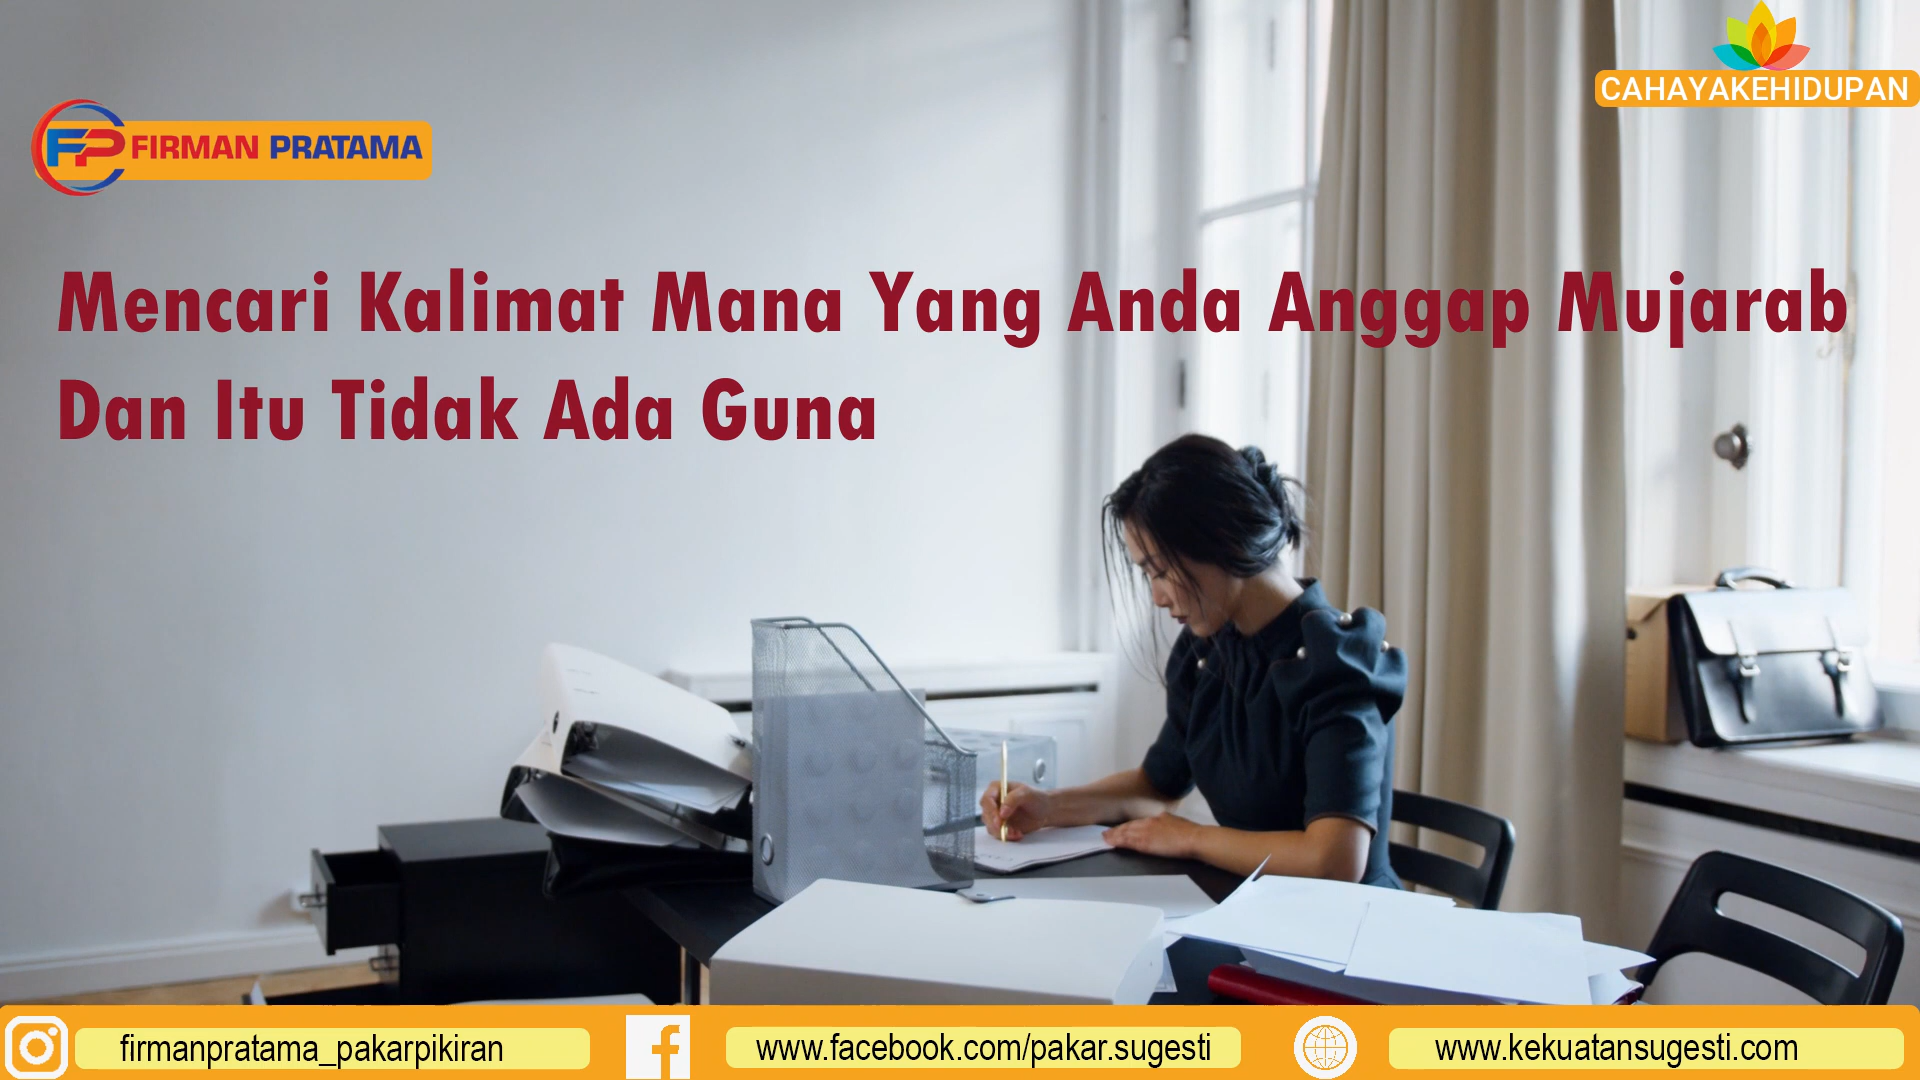 CAHAYAKEHIDUPAN
FP FIRMAN PRATAMA
Mencari Kalimat Mana Yang Anda Anggap Mujarab
Dan Itu Tidak Ada Guna
firmanpratama_pakarpikiran
www.facebook.com/pakar.sugesti
www.kekuatansugesti.com